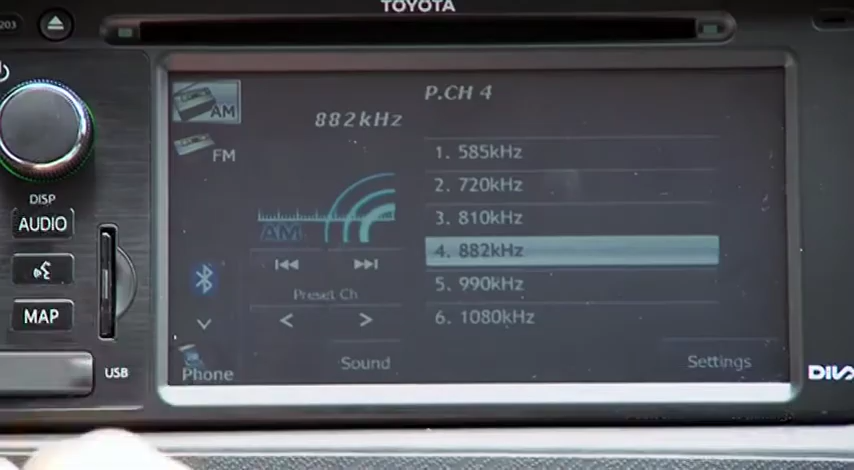 203
TOYOTA
AM
P.CH 4
882kHz
FM
1. 585kHz
DISP
2. 720kHz
AUDIO
3. 810kHz
AM
4. 882kHz
5. 990kHz
Preset Ch
MAP
6. 1080kHz
Sound
Settings
USB
Phone